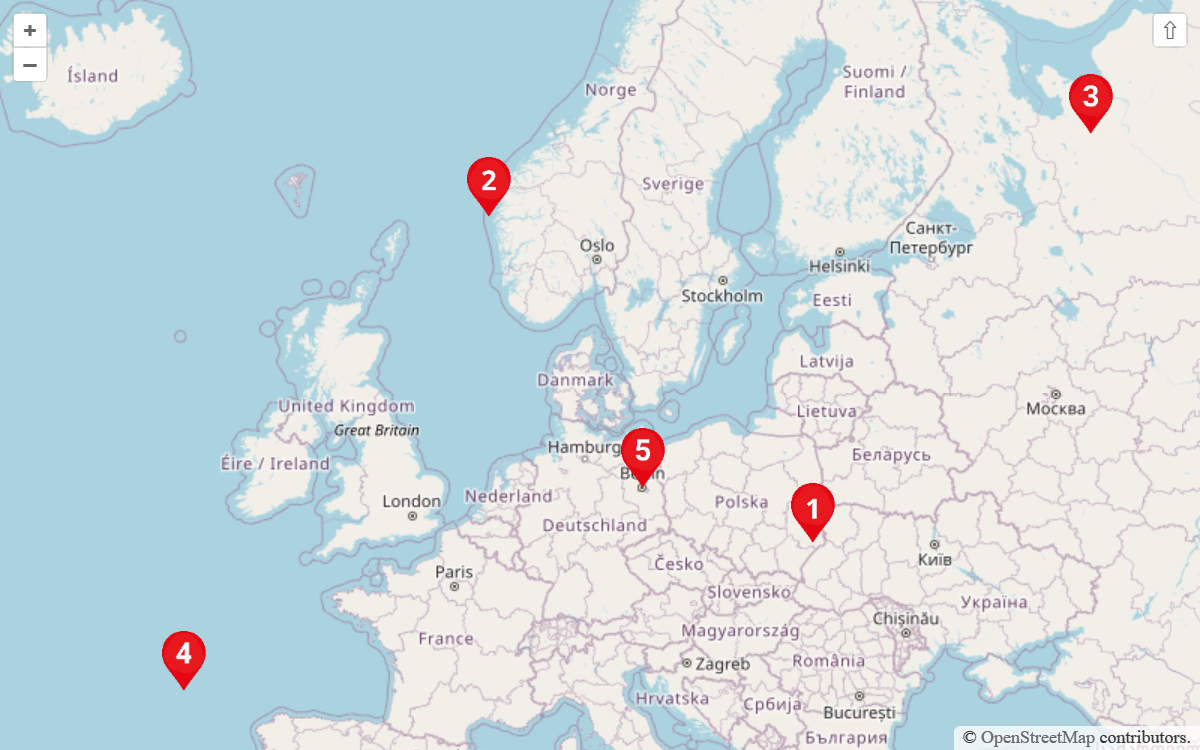 +
−
⇧
Ísland
Norge
Suomi /
Finland
3
2
Sverige
Санкт-
Петербург
Oslo
Helsinki
Stockholm
Eesti
Latvija
Danmark
United Kingdom
Great Britain
Lietuva
Москва
Hamburg
5
Беларусь
Éire / Ireland
Berlin
London
Nederland
Polska
1
Deutschland
Київ
Česko
Paris
Slovensko
Україна
Chișinău
France
Magyarország
4
Zagreb
România
Hrvatska
Србија
București
България
© OpenStreetMap contributors.